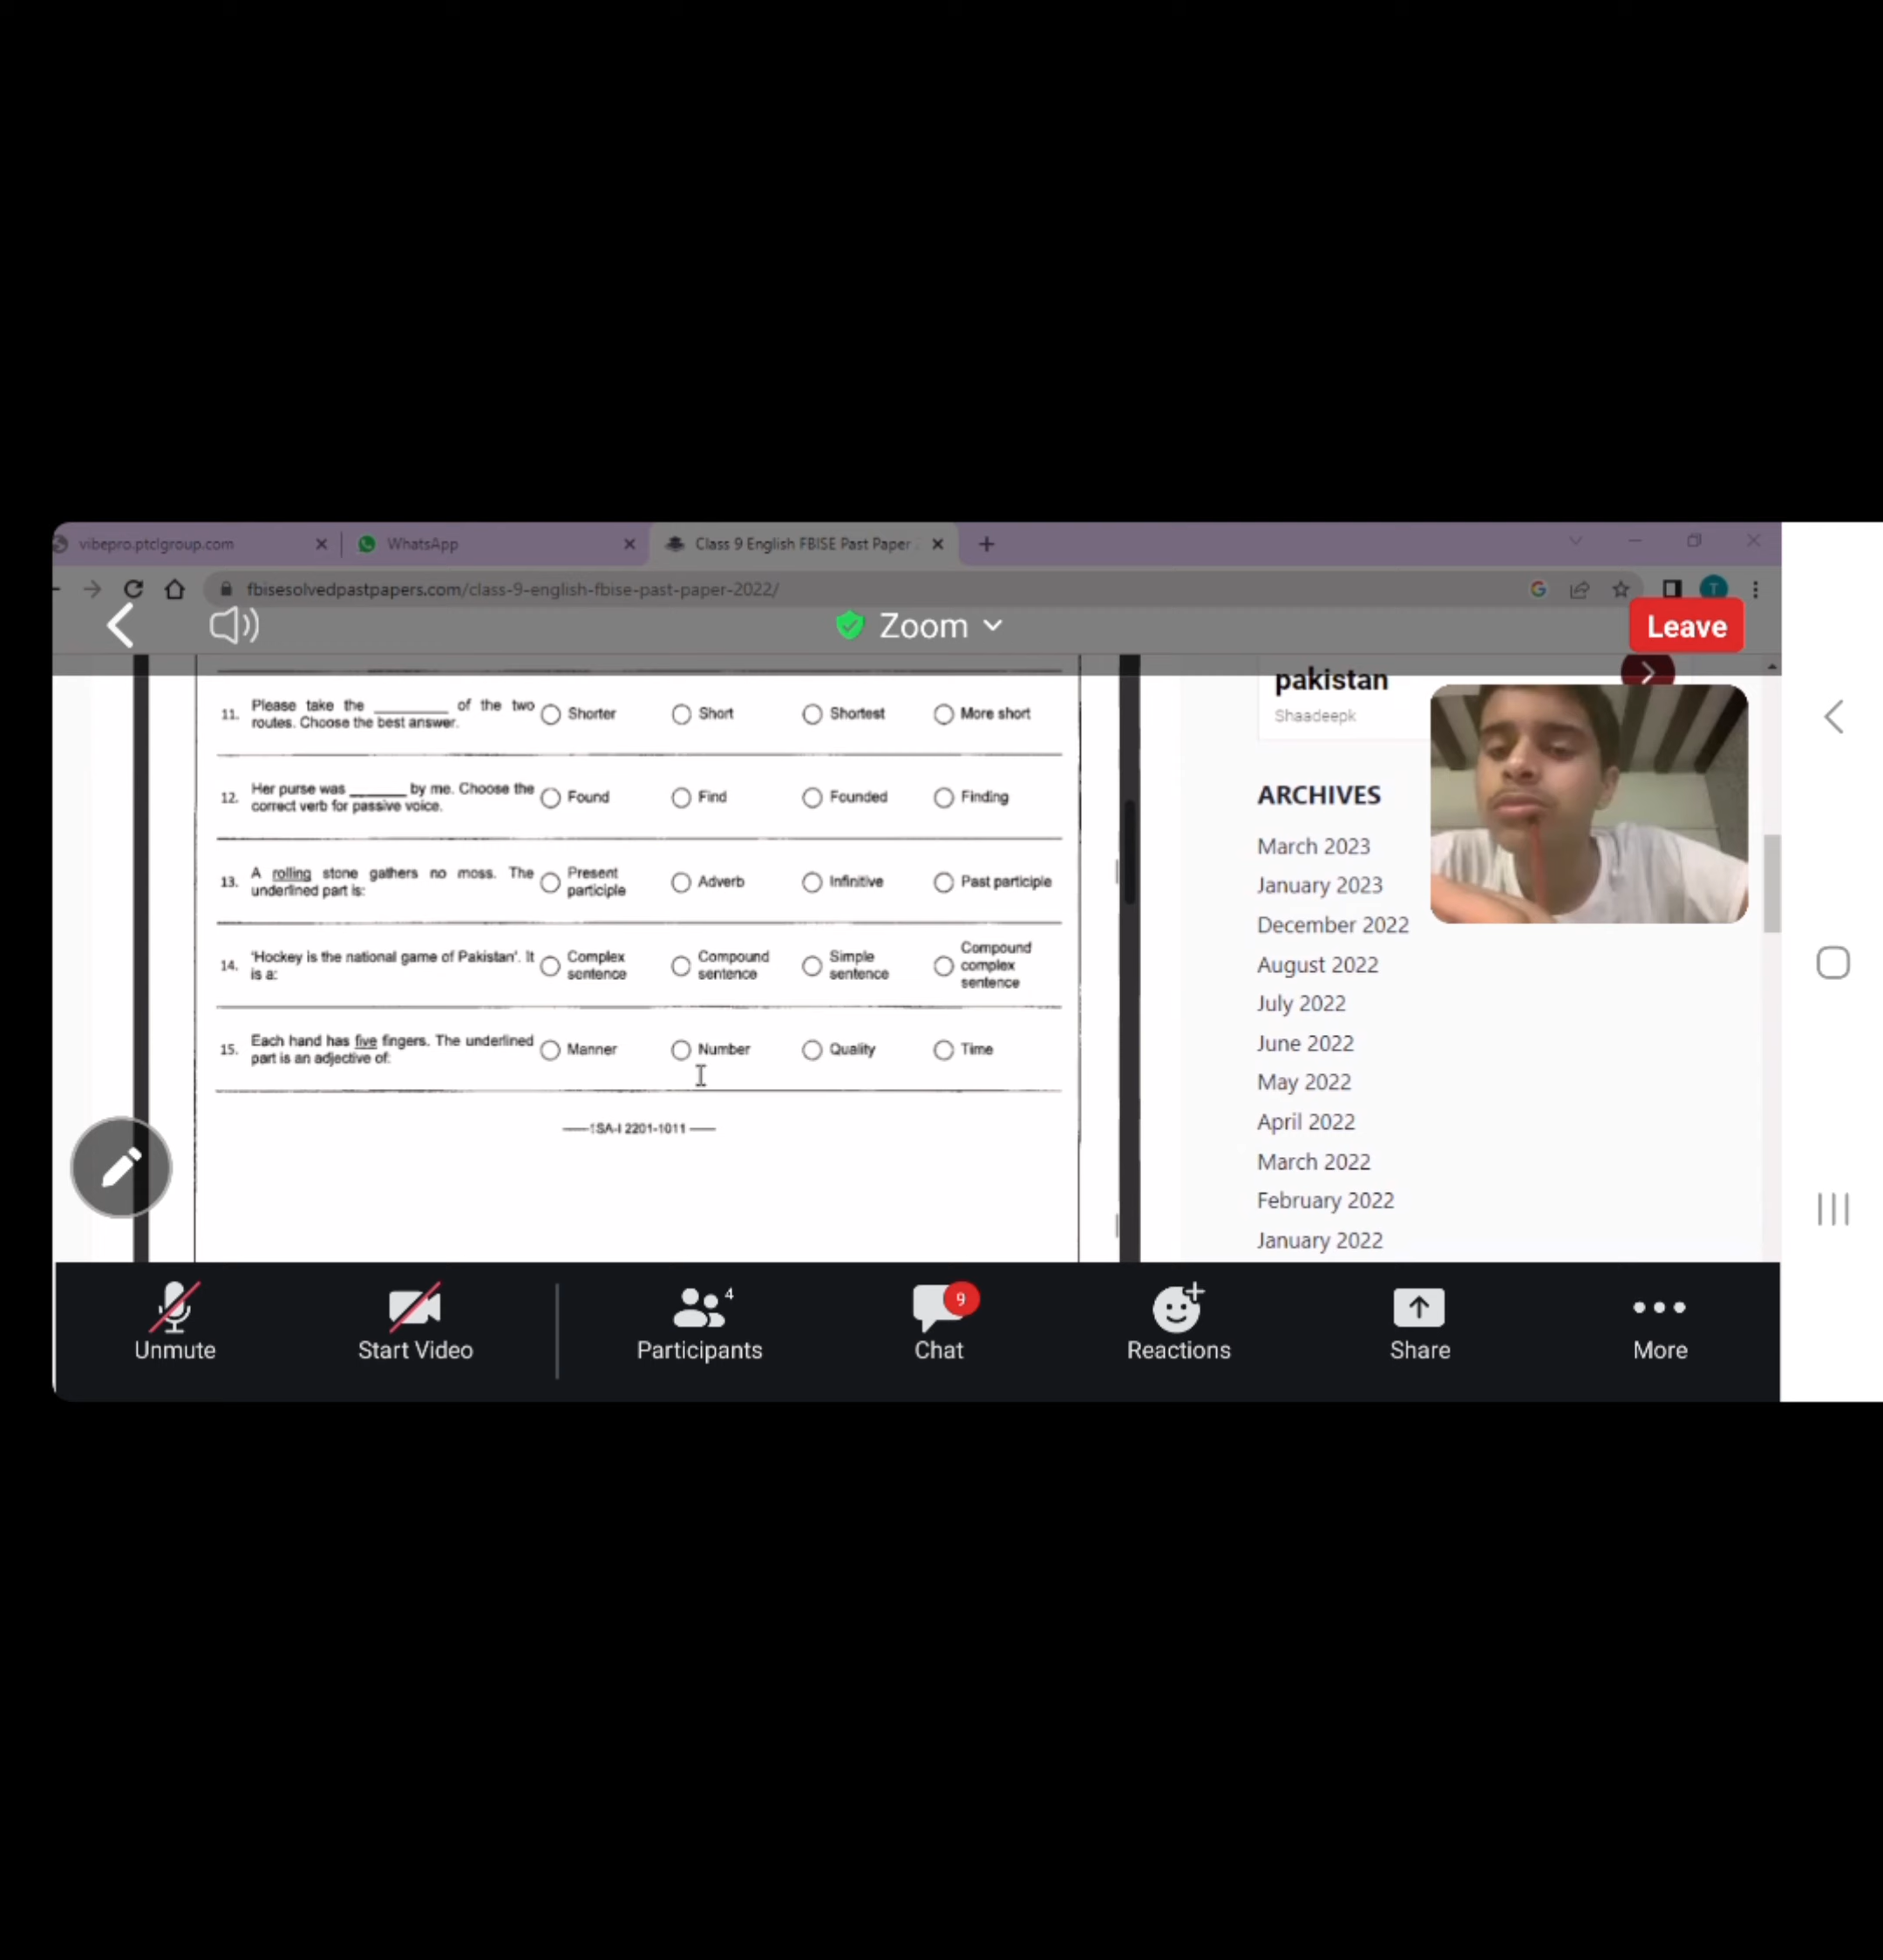 vibepro.ptclgroup.com
WhatsApp
Class 9 English FBISE Past Paper
fbisesolvedpastpapers.com/class-9-english-fbise-past-paper-2022/
T
Zoom
Leave
11. Please take the ________ of the two
routes. Choose the best answer.
Shorter
Short
Shortest
More short
12. Her purse was ______ by me. Choose the
correct verb for passive voice.
Found
Find
Founded
Finding
13. A rolling stone gathers no moss. The
underlined part is:
Present
participle
Adverb
Infinitive
Past participle
14. 'Hockey is the national game of Pakistan'. It
is a:
Complex
sentence
Compound
sentence
Simple
sentence
Compound
complex
sentence
15. Each hand has five fingers. The underlined
part is an adjective of:
Manner
Number
Quality
Time
——1SA-I 2201-1011 ——
pakistan
Shaadeepk
ARCHIVES
March 2023
January 2023
December 2022
August 2022
July 2022
June 2022
May 2022
April 2022
March 2022
February 2022
January 2022
Unmute
Start Video
4
Participants
9
Chat
Reactions
Share
More